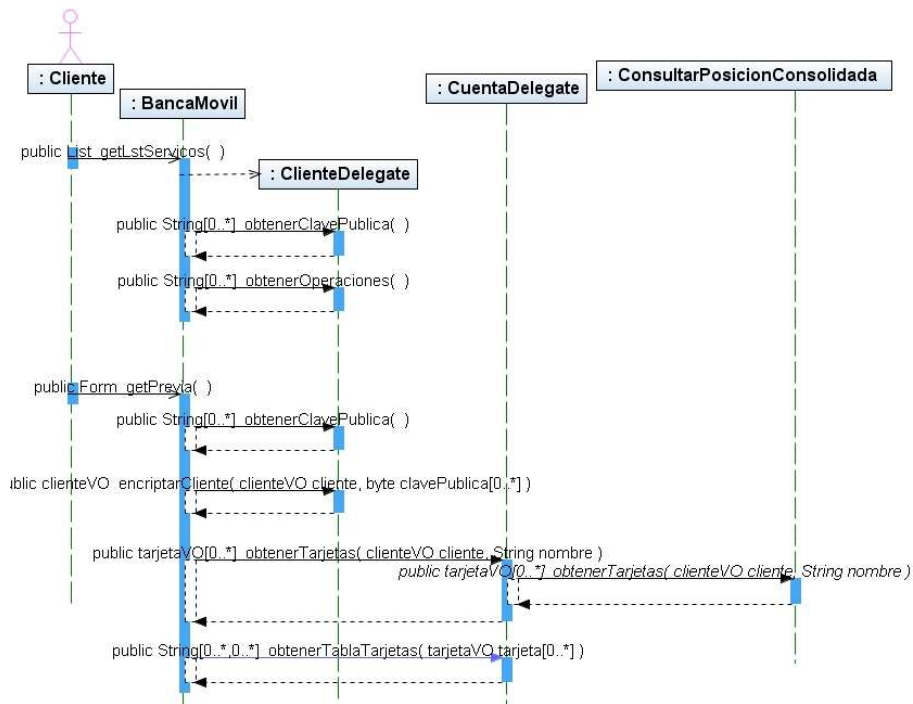 : Cliente
: BancaMovil
: CuentaDelegate
: ConsultarPosicionConsolidada
public List getLstServicos( )
: ClienteDelegate
public String[0..*] obtenerClavePublica( )
public String[0..*] obtenerOperaciones( )
public Form getPrevia( )
public String[0..*] obtenerClavePublica( )
ublic clienteVO encriptarCliente( clienteVO cliente, byte clavePublica[0..*] )
public tarjetaVO[0..*] obtenerTarjetas( clienteVO cliente, String nombre )
public tarjetaVO[0..*] obtenerTarjetas( clienteVO cliente, String nombre )
public String[0..*,0..*] obtenerTablaTarjetas( tarjetaVO tarjeta[0..*] )